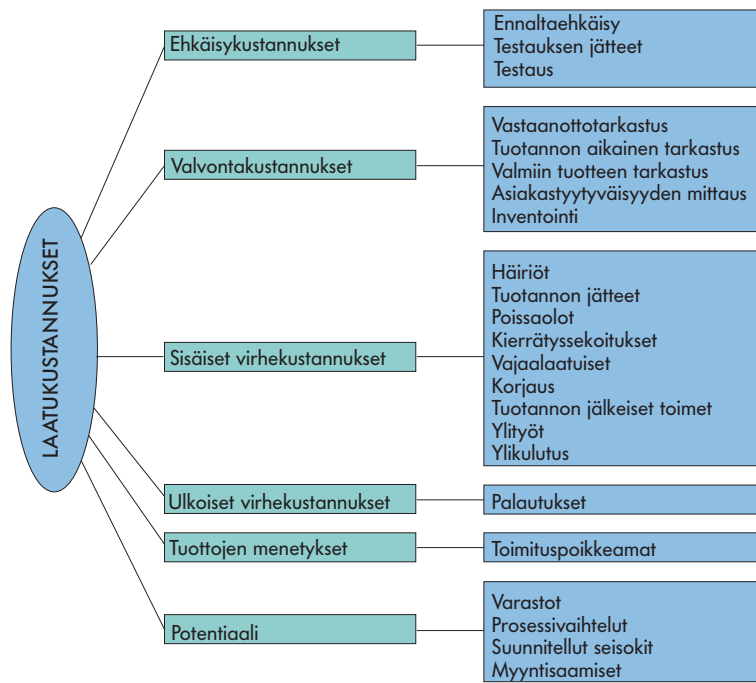 LAATUKUSTANNUKSET
Ehkäisykustannukset
Ennaltaehkäisy
Testauksen jätteet
Testaus
Valvontakustannukset
Vastaanottotarkastus
Tuotannon aikainen tarkastus
Valmiin tuotteen tarkastus
Asiakastyytyväisyyden mittaus
Inventointi
Sisäiset virhekustannukset
Häiriöt
Tuotannon jätteet
Poissaolot
Kierrätyssekoitukset
Vajaalaatuiset
Korjaus
Tuotannon jälkeiset toimet
Ylityöt
Ylikulutus
Ulkoiset virhekustannukset
Palautukset
Tuottojen menetykset
Toimituspoikkeamat
Potentiaali
Varastot
Prosessivaihtelut
Suunnitellut seisokit
Myyntisaamiset